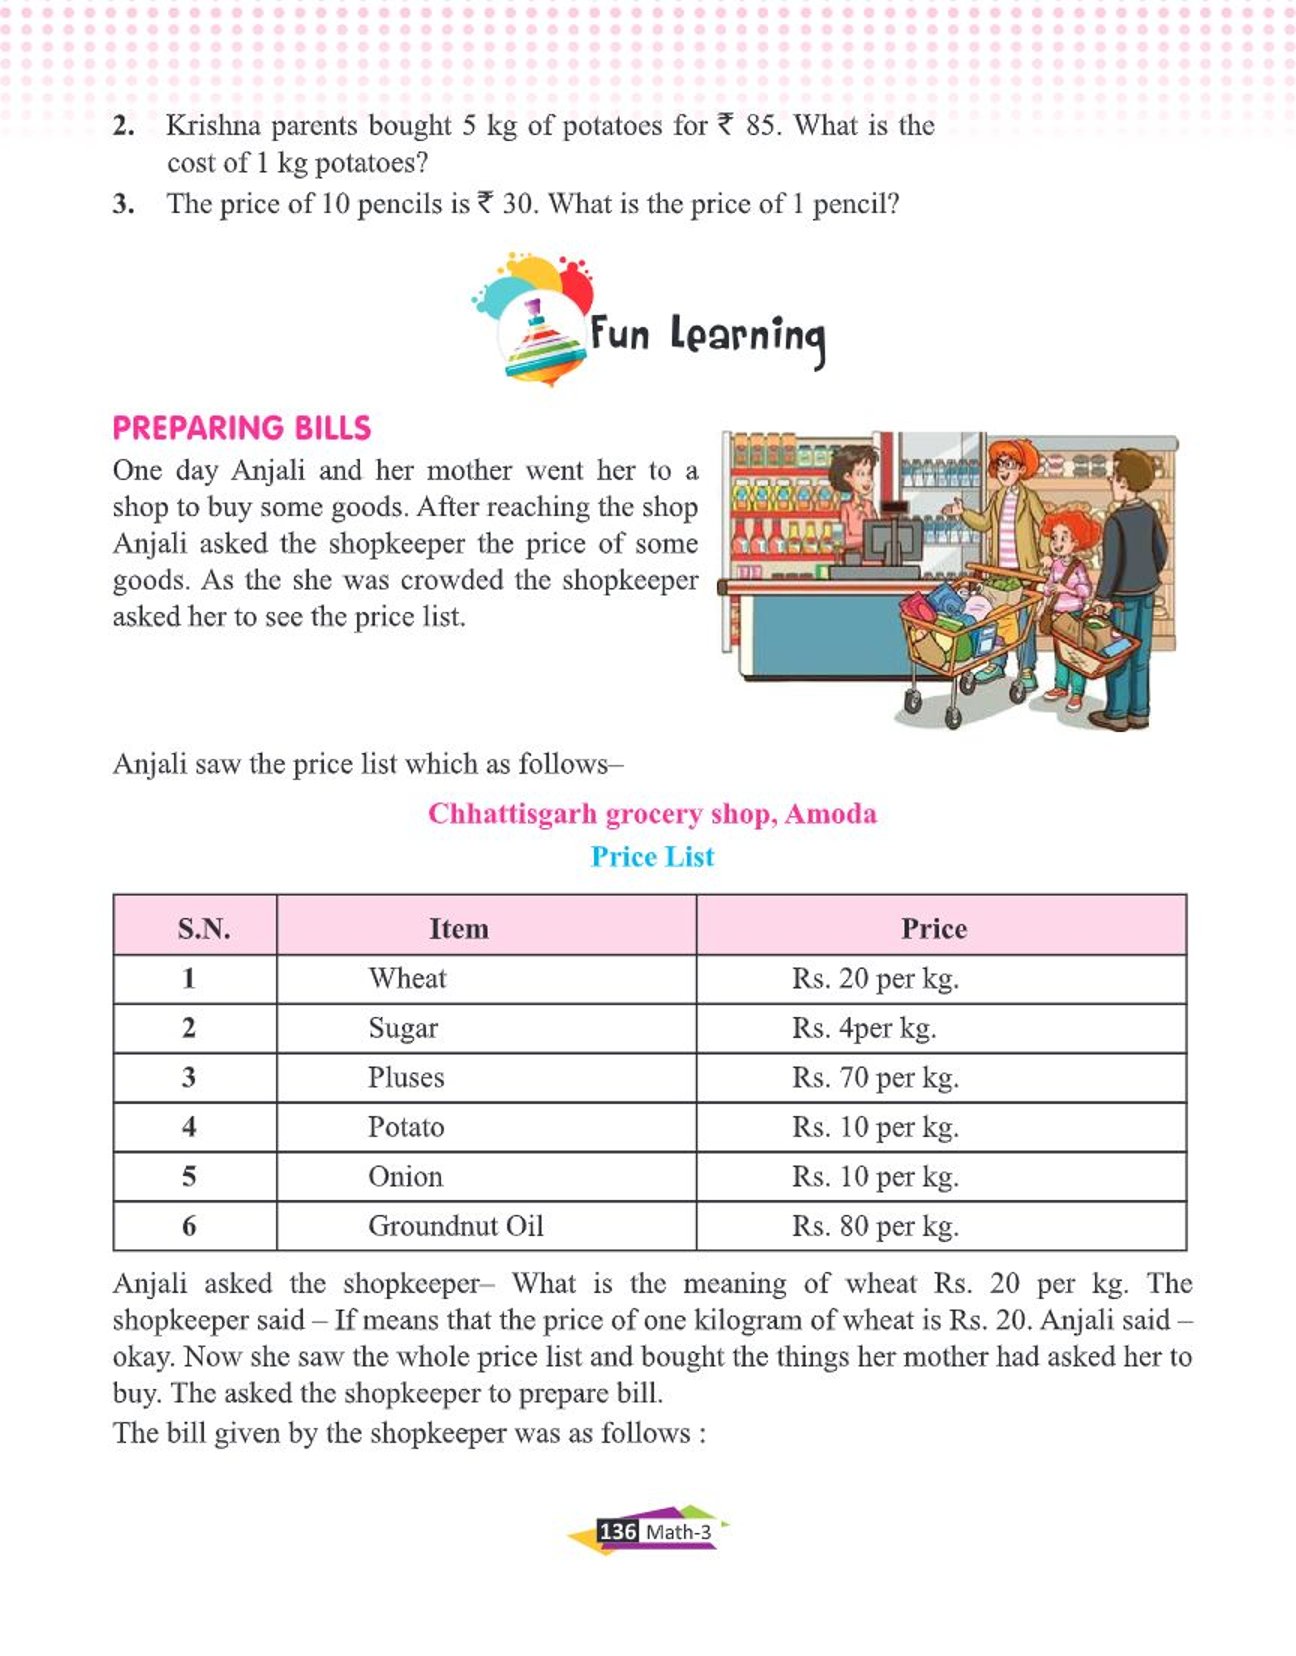 2. Krishna parents bought 5 kg of potatoes for ₹ 85. What is the
cost of 1 kg potatoes?
3. The price of 10 pencils is ₹ 30. What is the price of 1 pencil?
Fun Learning
PREPARING BILLS
One day Anjali and her mother went her to a
shop to buy some goods. After reaching the shop
Anjali asked the shopkeeper the price of some
goods. As the she was crowded the shopkeeper
asked her to see the price list.
Anjali saw the price list which as follows–
Chhattisgarh grocery shop, Amoda
Price List
S.N. Item Price
1 Wheat Rs. 20 per kg.
2 Sugar Rs. 4per kg.
3 Pluses Rs. 70 per kg.
4 Potato Rs. 10 per kg.
5 Onion Rs. 10 per kg.
6 Groundnut Oil Rs. 80 per kg.
Anjali asked the shopkeeper– What is the meaning of wheat Rs. 20 per kg. The
shopkeeper said – If means that the price of one kilogram of wheat is Rs. 20. Anjali said –
okay. Now she saw the whole price list and bought the things her mother had asked her to
buy. The asked the shopkeeper to prepare bill.
The bill given by the shopkeeper was as follows :
136 Math-3